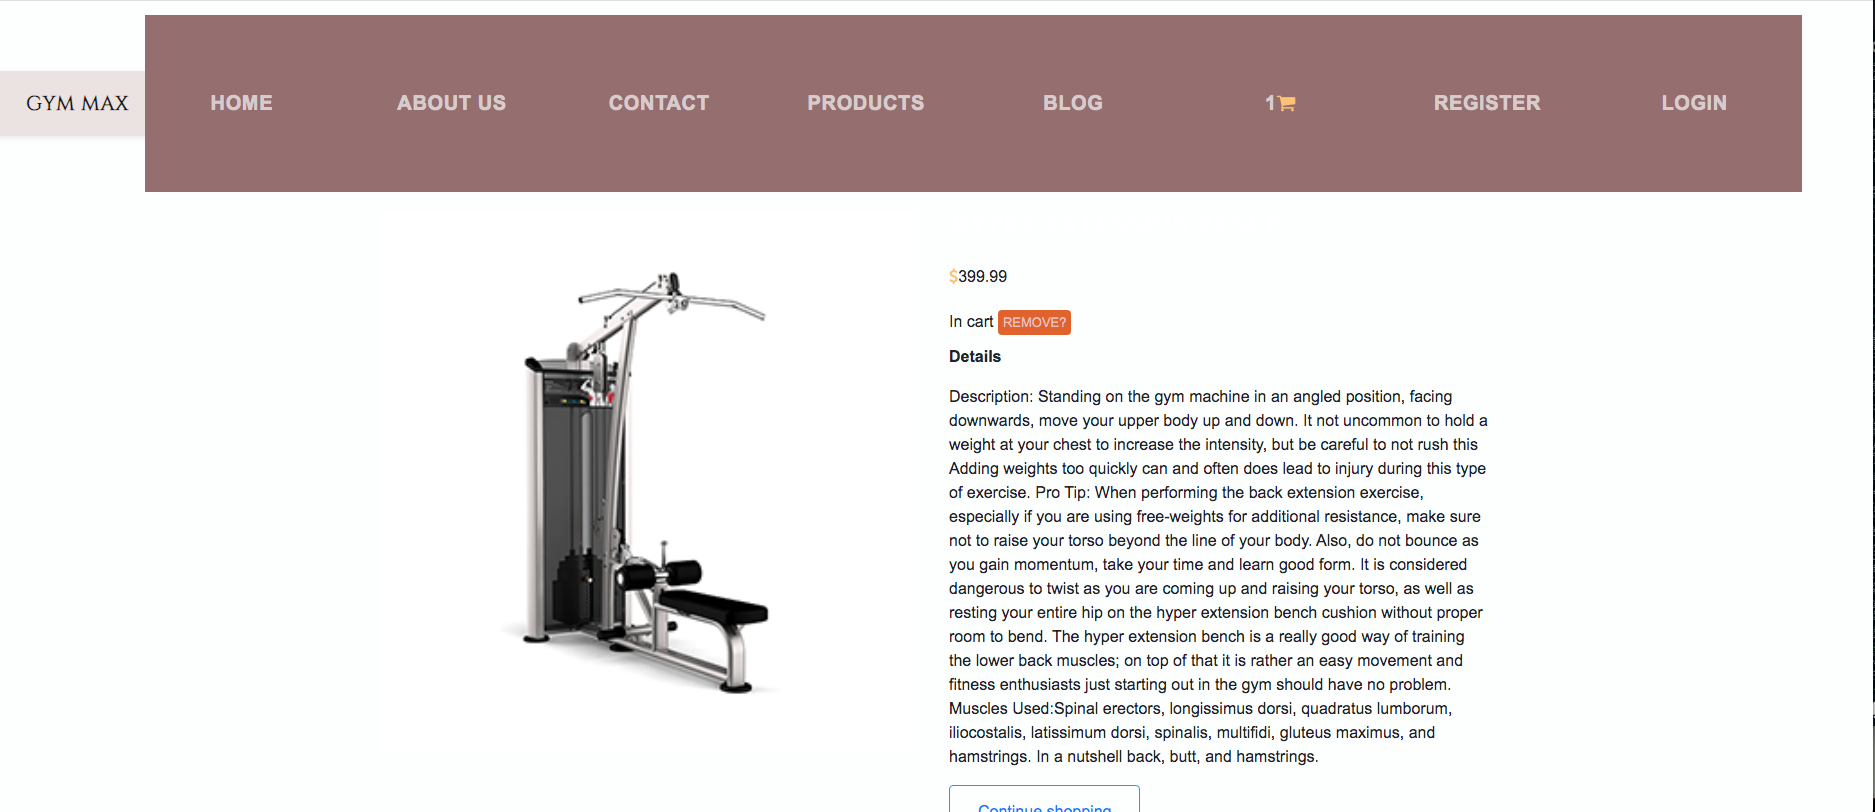 GYM MAX
HOME
ABOUT US
CONTACT
PRODUCTS
BLOG
1
REGISTER
LOGIN
$399.99
In cart REMOVE?
Details
Description: Standing on the gym machine in an angled position, facing
downwards, move your upper body up and down. It not uncommon to hold a
weight at your chest to increase the intensity, but be careful to not rush this
Adding weights too quickly can and often does lead to injury during this type
of exercise. Pro Tip: When performing the back extension exercise,
especially if you are using free-weights for additional resistance, make sure
not to raise your torso beyond the line of your body. Also, do not bounce as
you gain momentum, take your time and learn good form. It is considered
dangerous to twist as you are coming up and raising your torso, as well as
resting your entire hip on the hyper extension bench cushion without proper
room to bend. The hyper extension bench is a really good way of training
the lower back muscles; on top of that it is rather an easy movement and
fitness enthusiasts just starting out in the gym should have no problem.
Muscles Used:Spinal erectors, longissimus dorsi, quadratus lumborum,
iliocostalis, latissimum dorsi, spinalis, multifidi, gluteus maximus, and
hamstrings. In a nutshell back, butt, and hamstrings.
Continue shopping